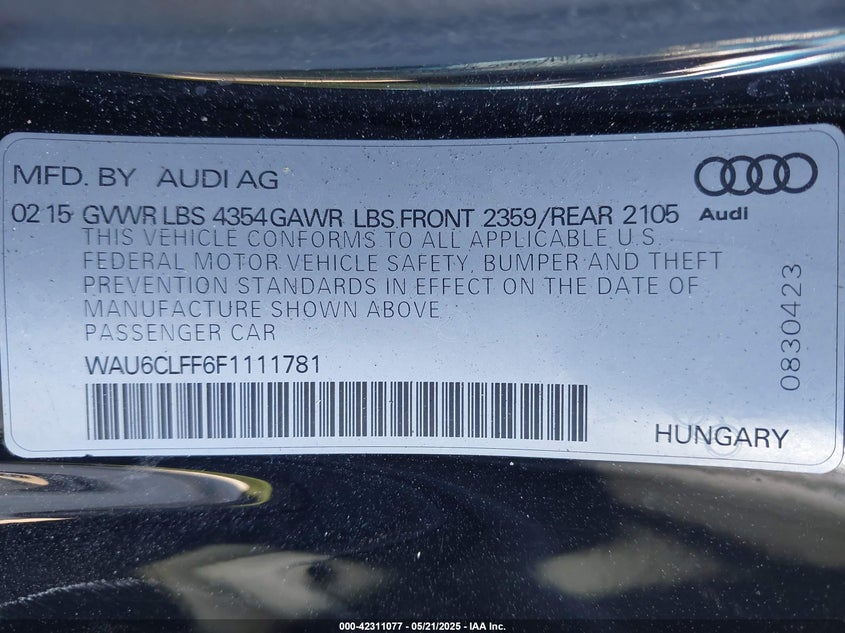 MFD. BY AUDI AG
Audi
02 15 GVWR LBS 4354 GAWR LBS FRONT 2359/REAR 2105
THIS VEHICLE CONFORMS TO ALL APPLICABLE U.S.
FEDERAL MOTOR VEHICLE SAFETY, BUMPER AND THEFT
PREVENTION STANDARDS IN EFFECT ON THE DATE OF
MANUFACTURE SHOWN ABOVE
PASSENGER CAR
WAU6CLFF6F1111781
0830423
HUNGARY
000-42311077 - 05/21/2025 - IAA Inc.